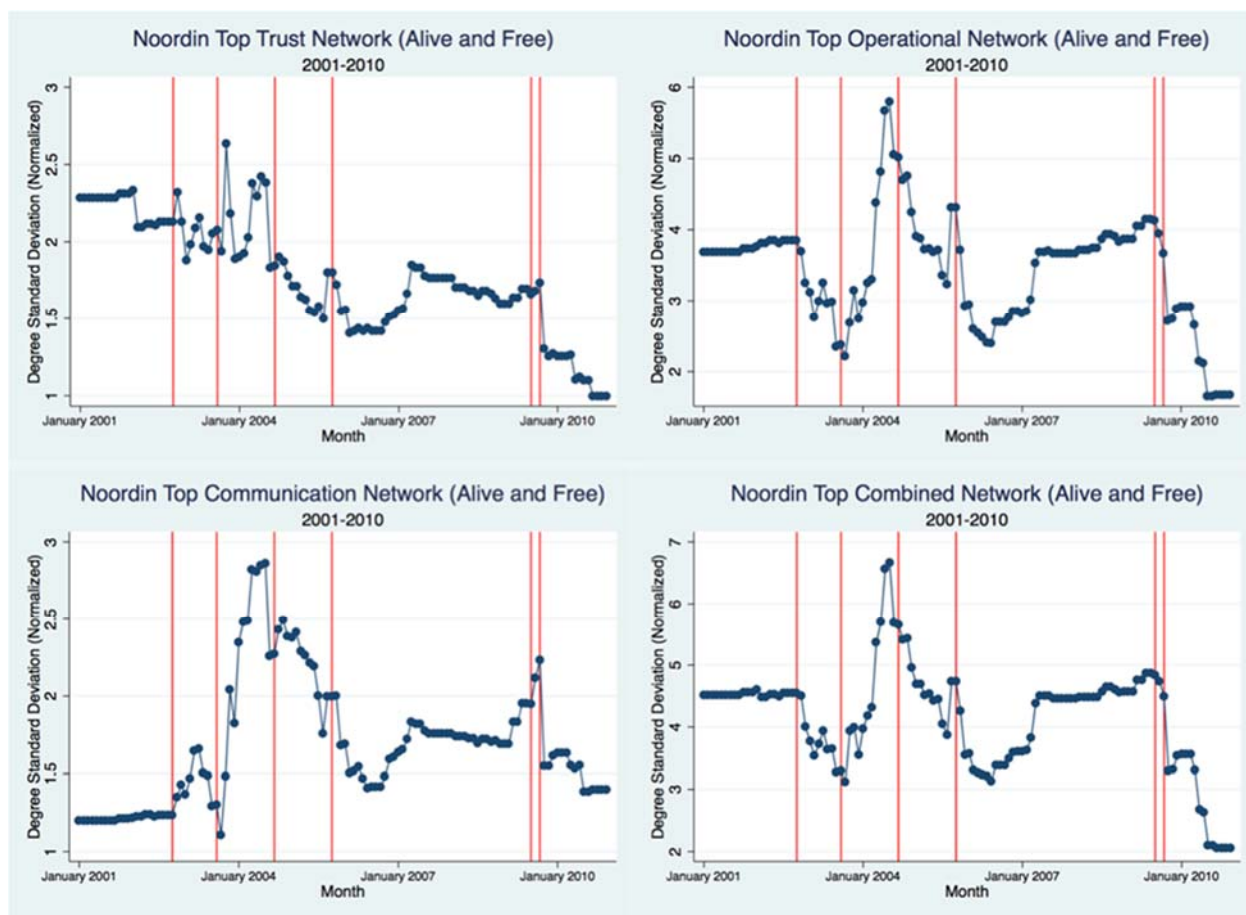 Noordin Top Trust Network (Alive and Free)
2001-2010
Degree Standard Deviation (Normalized)
3
2.5
2
1.5
1
January 2001
January 2004
January 2007
January 2010
Month
Noordin Top Operational Network (Alive and Free)
2001-2010
Degree Standard Deviation (Normalized)
6
5
4
3
2
January 2001
January 2004
January 2007
January 2010
Month
Noordin Top Communication Network (Alive and Free)
2001-2010
Degree Standard Deviation (Normalized)
3
2.5
2
1.5
1
January 2001
January 2004
January 2007
January 2010
Month
Noordin Top Combined Network (Alive and Free)
2001-2010
Degree Standard Deviation (Normalized)
7
6
5
4
3
2
January 2001
January 2004
January 2007
January 2010
Month